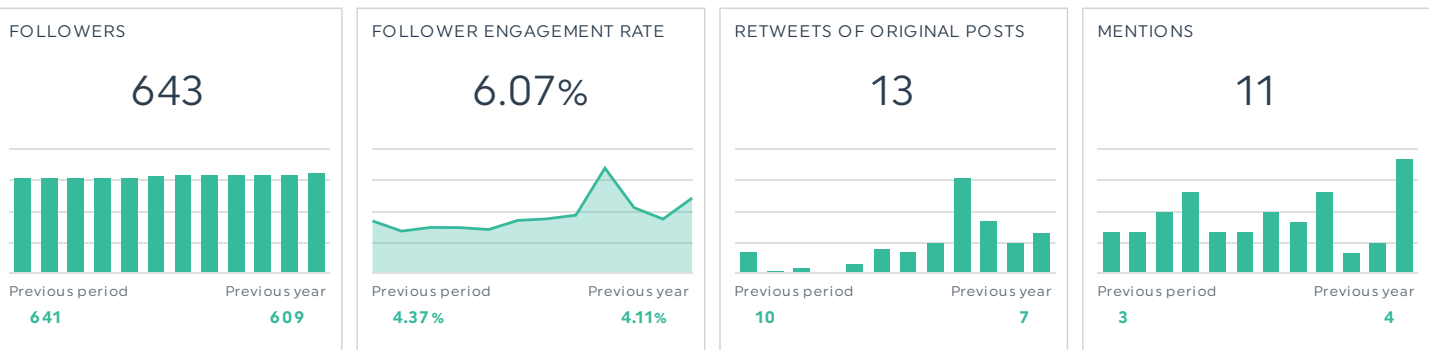 FOLLOWERS
643
Previous period Previous year
641 609
FOLLOWER ENGAGEMENT RATE
6.07%
Previous period Previous year
4.37% 4.11%
RETWEETS OF ORIGINAL POSTS
13
Previous period Previous year
10 7
MENTIONS
11
Previous period Previous year
3 4